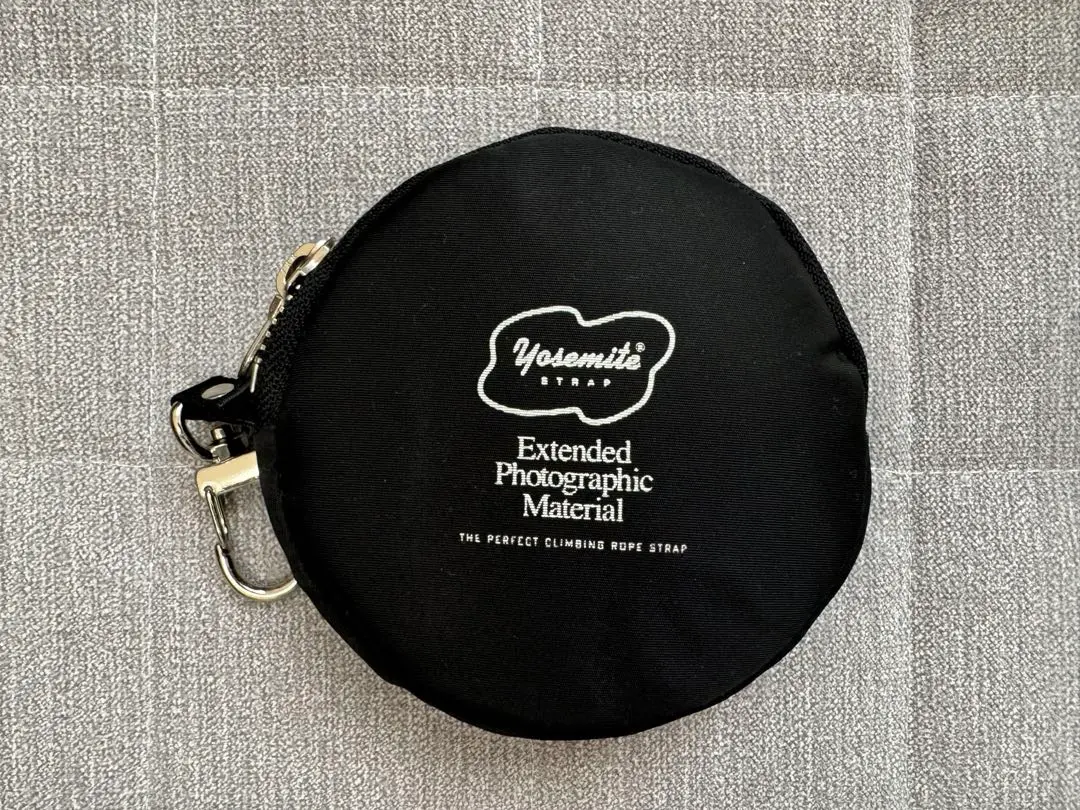 Yosemite®
STRAP
Extended
Photographic
Material
THE PERFECT CLIMBING ROPE STRAP